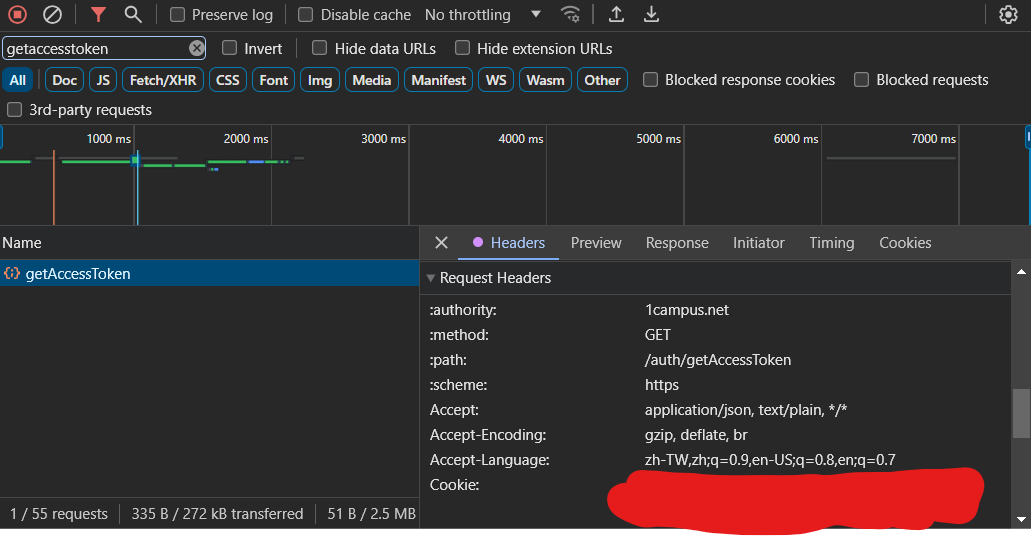 Preserve log Disable cache No throttling
getaccesstoken Invert Hide data URLs Hide extension URLs
All Doc JS Fetch/XHR CSS Font Img Media Manifest WS Wasm Other Blocked response cookies Blocked requests
3rd-party requests
1000 ms 2000 ms 3000 ms 4000 ms 5000 ms 6000 ms 7000 ms
Name
getAccessToken
Headers Preview Response Initiator Timing Cookies
Request Headers
:authority: 1campus.net
:method: GET
:path: /auth/getAccessToken
:scheme: https
Accept: application/json, text/plain, */*
Accept-Encoding: gzip, deflate, br
Accept-Language: zh-TW,zh;q=0.9,en-US;q=0.8,en;q=0.7
Cookie:
1 / 55 requests 335 B / 272 kB transferred 51 B / 2.5 MB